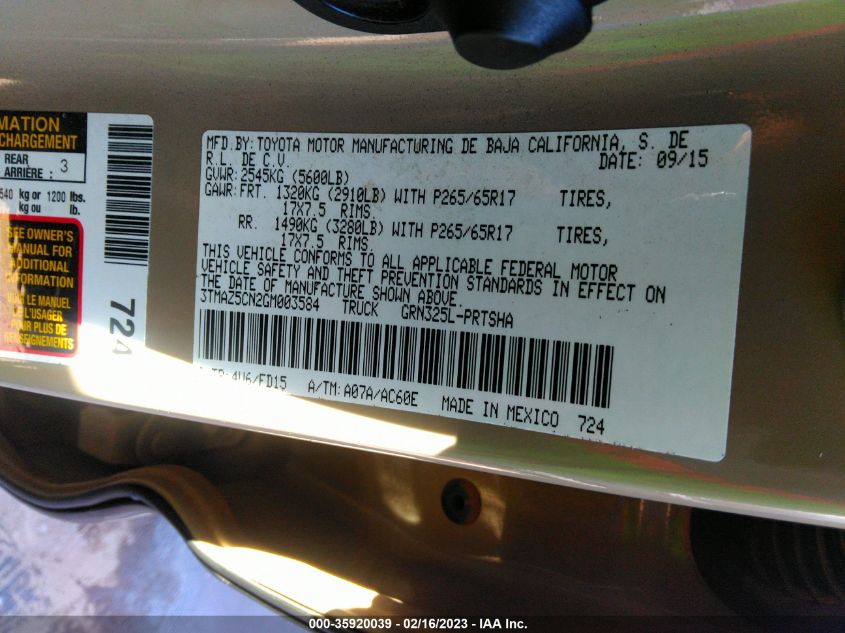 MATION
CHARGEMENT
REAR
ARRIÈRE : 3
540 kg or 1200 lbs.
kg ou lb.
SEE OWNER'S
MANUAL FOR
ADDITIONAL
INFORMATION
VOIR LE MANUEL
DE L'USAGER
POUR PLUS DE
RENSEIGNEMENTS
724
MFD.BY:TOYOTA MOTOR MANUFACTURING DE BAJA CALIFORNIA, S. DE
R.L. DE C.V. DATE: 09/15
GVWR:2545KG (5600LB)
GAWR:FRT. 1320KG (2910LB) WITH P265/65R17 TIRES,
17X7.5 RIMS,
RR. 1490KG (3280LB) WITH P265/65R17 TIRES,
17X7.5 RIMS.
THIS VEHICLE CONFORMS TO ALL APPLICABLE FEDERAL MOTOR
VEHICLE SAFETY AND THEFT PREVENTION STANDARDS IN EFFECT ON
THE DATE OF MANUFACTURE SHOWN ABOVE.
3TMAZ5CN2GM003584 TRUCK GRN325L-PRTSHA
C/TR:4V6/FD15 A/TM:A07A/AC60E MADE IN MEXICO 724
000-35920039 - 02/16/2023 - IAA Inc.